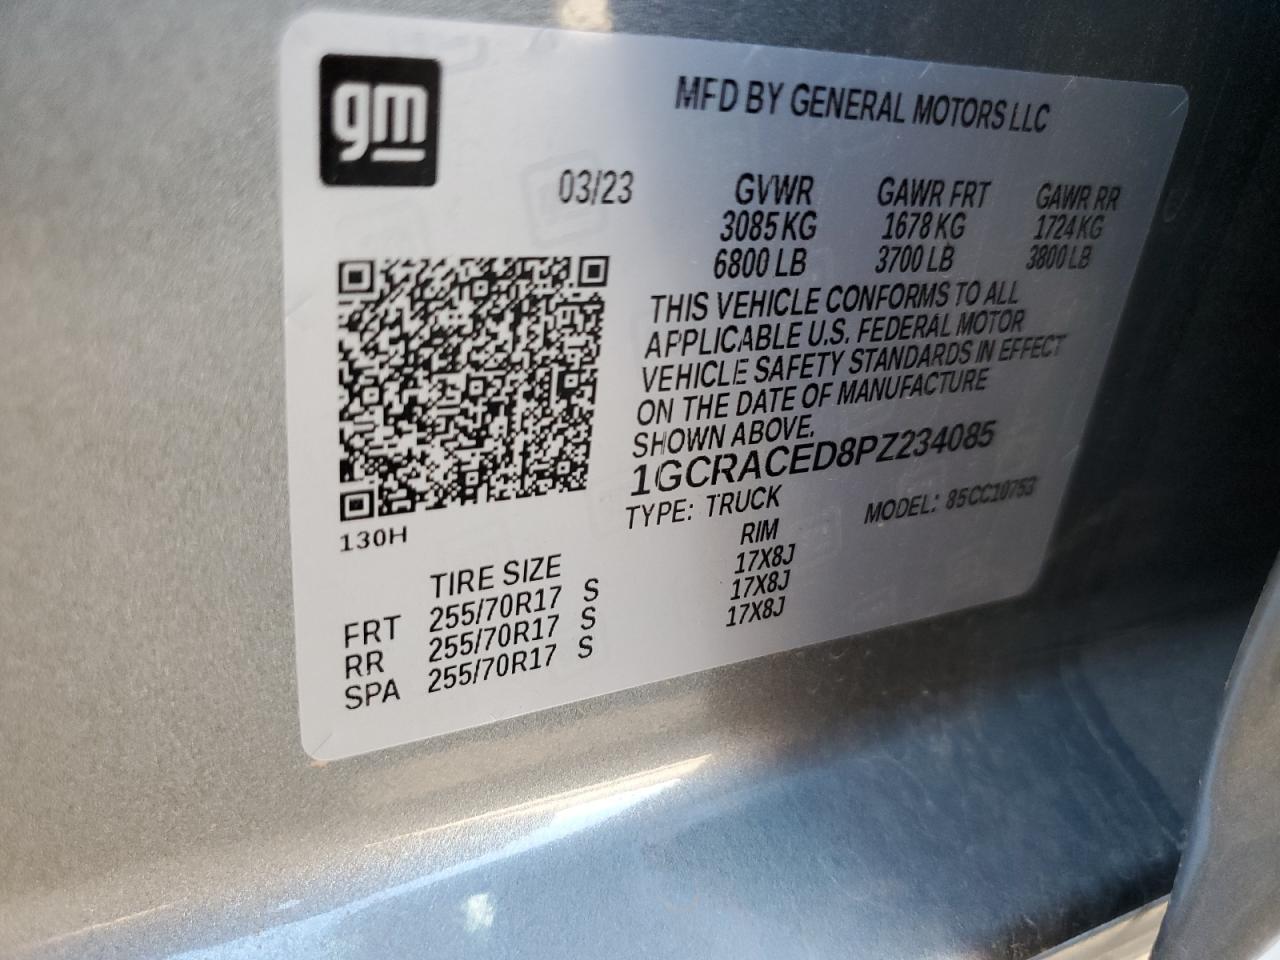 gm
MFD BY GENERAL MOTORS LLC
03/23 GVWR GAWR FRT GAWR RR
3085 KG 1678 KG 1724 KG
6800 LB 3700 LB 3800 LB
THIS VEHICLE CONFORMS TO ALL
APPLICABLE U.S. FEDERAL MOTOR
VEHICLE SAFETY STANDARDS IN EFFECT
ON THE DATE OF MANUFACTURE
SHOWN ABOVE.
1GCRACED8PZ234085
TYPE: TRUCK MODEL: 85CC10753
130H
TIRE SIZE RIM
FRT 255/70R17 S 17X8J
RR 255/70R17 S 17X8J
SPA 255/70R17 S 17X8J